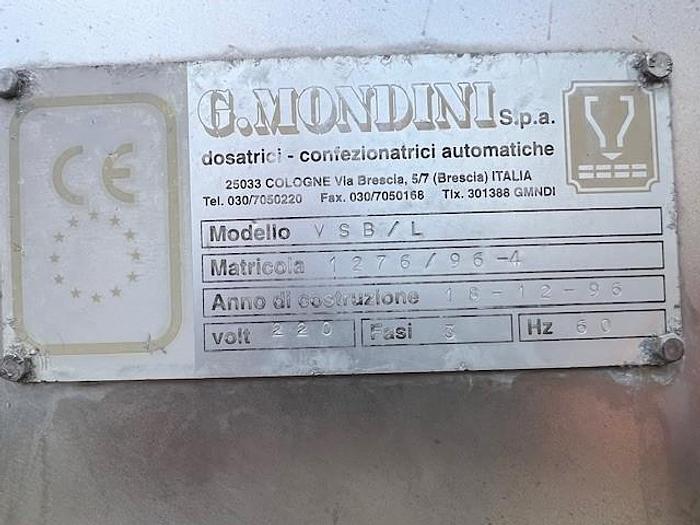 CE
G.MONDINI S.p.a.
dosatrici - confezionatrici automatiche
25033 COLOGNE Via Brescia, 5/7 (Brescia) ITALIA
Tel. 030/7050220 Fax. 030/7050168 Tlx. 301388 GMNDI
Modello VSB/L
Matricola 1276/96-4
Anno di costruzione 18-12-96
volt 220 Fasi 3 Hz 60